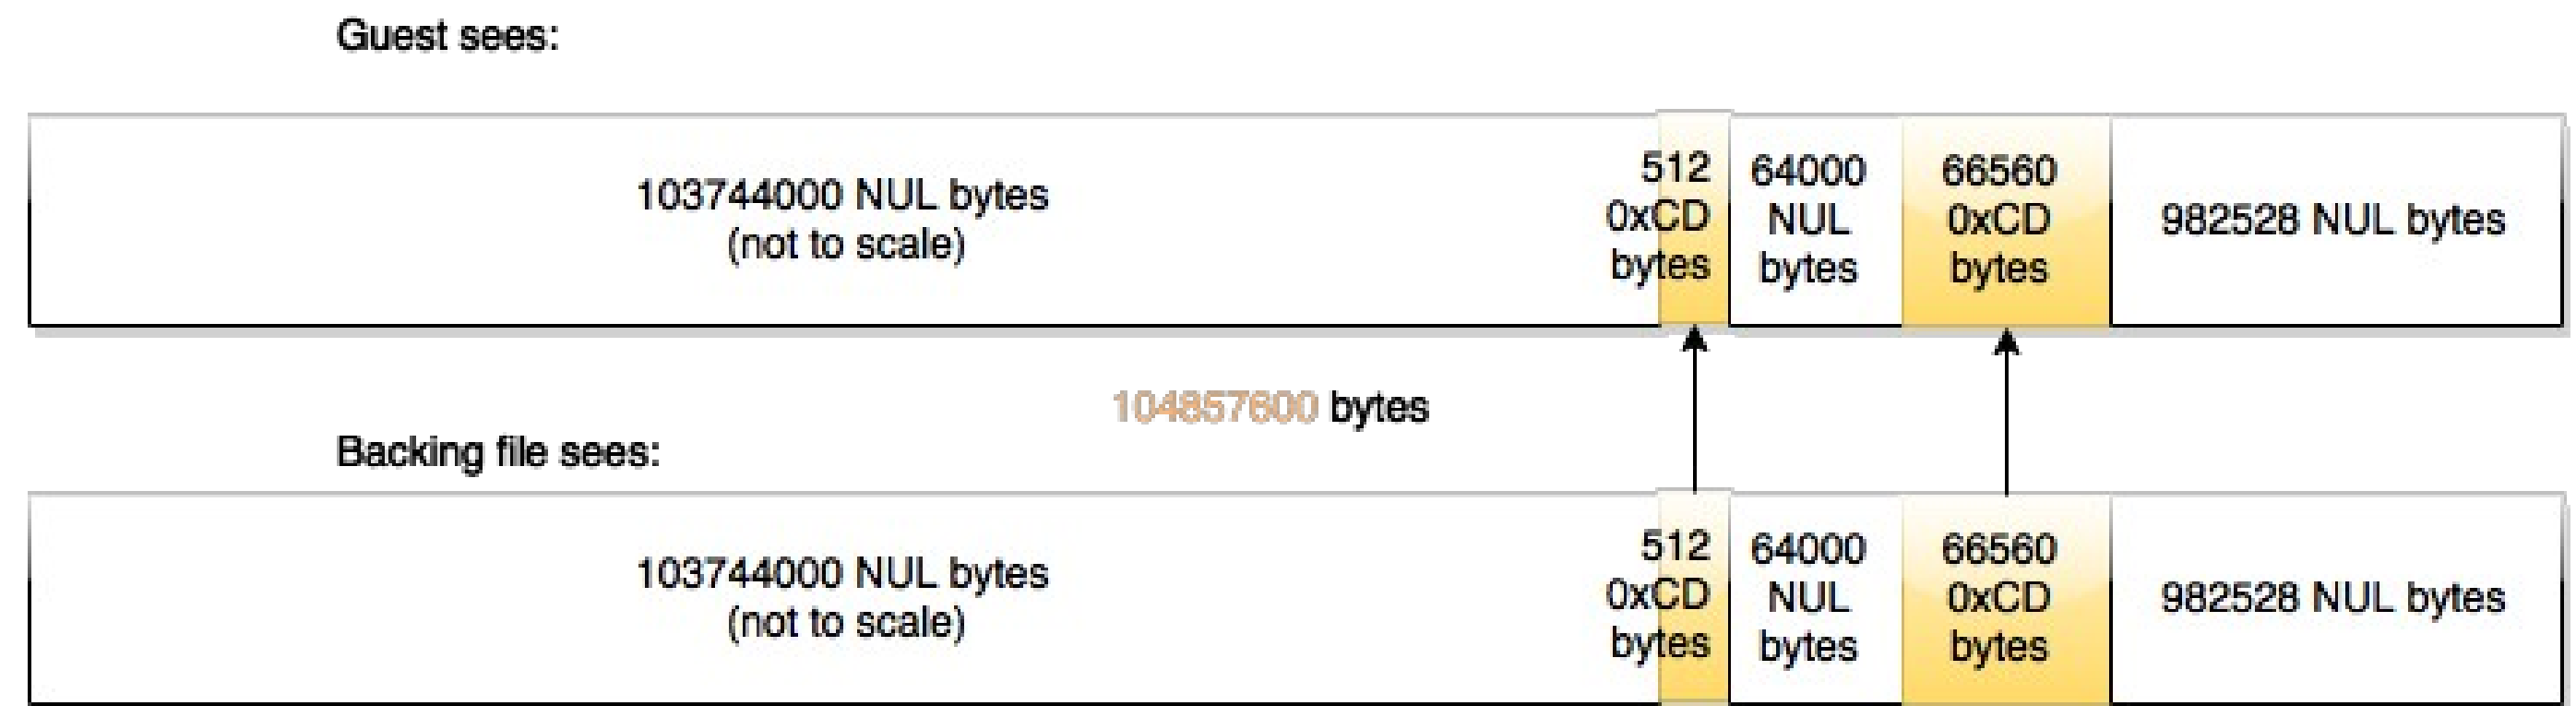 Guest sees:
103744000 NUL bytes
(not to scale)
512
0xCD
bytes
64000
NUL
bytes
66560
0xCD
bytes
982528 NUL bytes
104857600 bytes
Backing file sees:
103744000 NUL bytes
(not to scale)
512
0xCD
bytes
64000
NUL
bytes
66560
0xCD
bytes
982528 NUL bytes